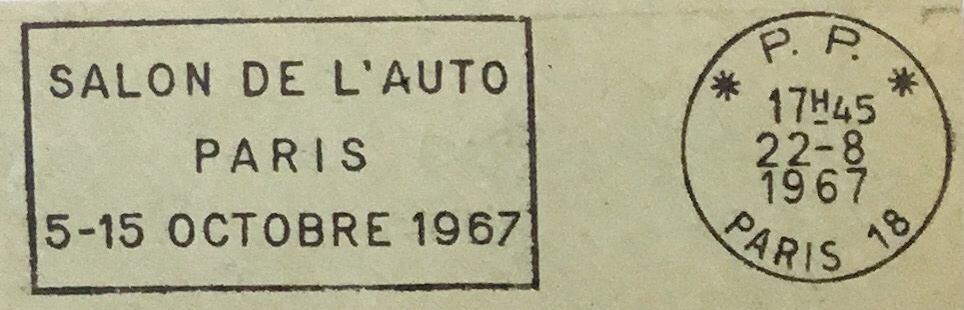 SALON DE L'AUTO
PARIS
5-15 OCTOBRE 1967
P. P.
* *
17H45
22-8
1967
PARIS 18